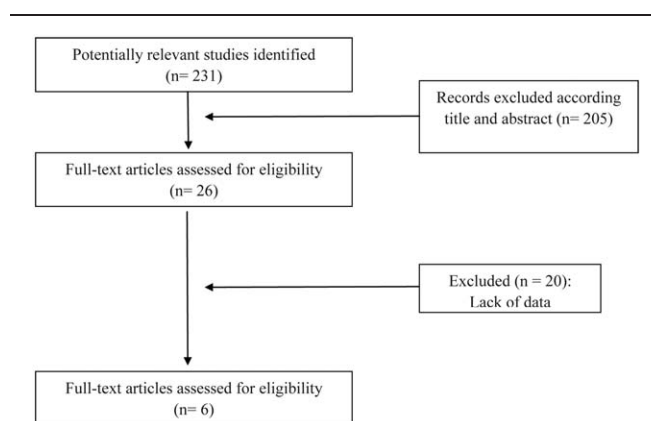 Potentially relevant studies identified
(n= 231)
Records excluded according
title and abstract (n= 205)
Full-text articles assessed for eligibility
(n= 26)
Excluded (n = 20):
Lack of data
Full-text articles assessed for eligibility
(n= 6)